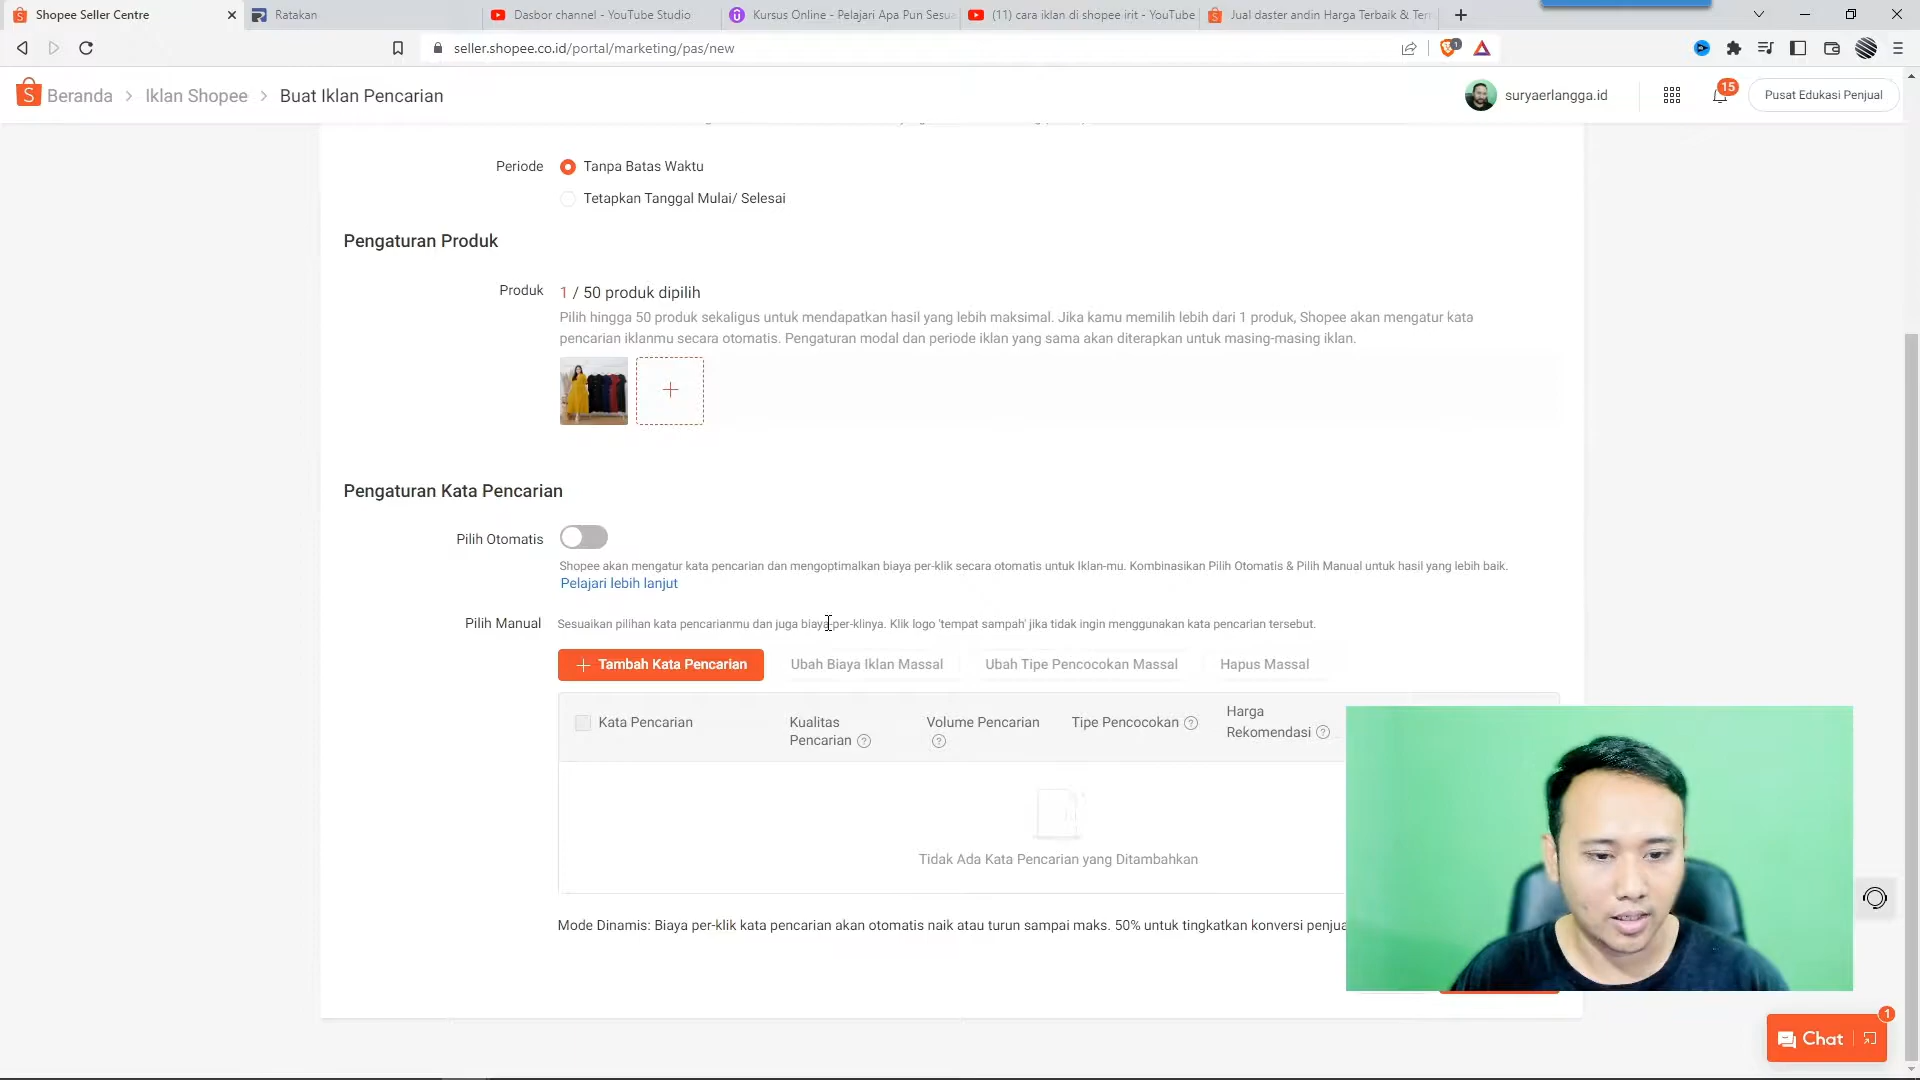 Shopee Seller Centre
Ratakan
Dasbor channel - YouTube Studio
Kursus Online - Pelajari Apa Pun Sesua
(11) cara iklan di shopee irit - YouTube
Jual daster andin Harga Terbaik & Ter
seller.shopee.co.id/portal/marketing/pas/new
1
Beranda > Iklan Shopee > Buat Iklan Pencarian
suryaerlangga.id
15
Pusat Edukasi Penjual
Periode
Tanpa Batas Waktu
Tetapkan Tanggal Mulai/ Selesai
Pengaturan Produk
Produk
1 / 50 produk dipilih
Pilih hingga 50 produk sekaligus untuk mendapatkan hasil yang lebih maksimal. Jika kamu memilih lebih dari 1 produk, Shopee akan mengatur kata
pencarian iklanmu secara otomatis. Pengaturan modal dan periode iklan yang sama akan diterapkan untuk masing-masing iklan.
Pengaturan Kata Pencarian
Pilih Otomatis
Shopee akan mengatur kata pencarian dan mengoptimalkan biaya per-klik secara otomatis untuk Iklan-mu. Kombinasikan Pilih Otomatis & Pilih Manual untuk hasil yang lebih baik.
Pelajari lebih lanjut
Pilih Manual
Sesuaikan pilihan kata pencarianmu dan juga biaya per-klinya. Klik logo 'tempat sampah' jika tidak ingin menggunakan kata pencarian tersebut.
+ Tambah Kata Pencarian
Ubah Biaya Iklan Massal
Ubah Tipe Pencocokan Massal
Hapus Massal
Kata Pencarian
Kualitas
Pencarian ?
Volume Pencarian
?
Tipe Pencocokan ?
Harga
Rekomendasi ?
Tidak Ada Kata Pencarian yang Ditambahkan
Mode Dinamis: Biaya per-klik kata pencarian akan otomatis naik atau turun sampai maks. 50% untuk tingkatkan konversi penjua
Chat
1